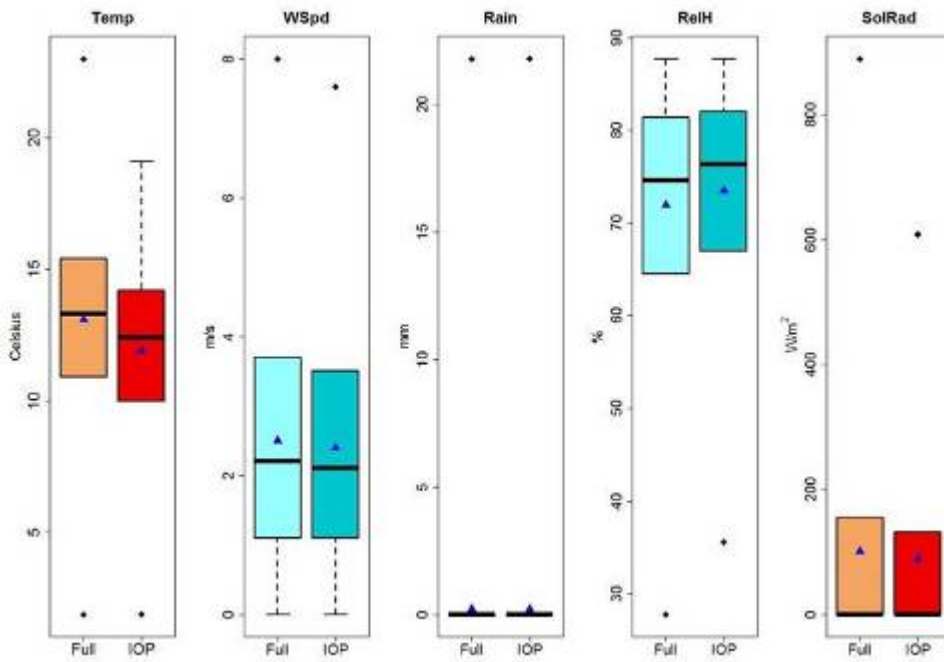 Temp
WSpd
Rain
RelH
SolRad
Celsius
5
10
15
20
Full
IOP
m/s
0
2
4
6
8
Full
IOP
mm
0
5
10
15
20
Full
IOP
%
30
40
50
60
70
80
90
Full
IOP
W/m²
0
200
400
600
800
Full
IOP